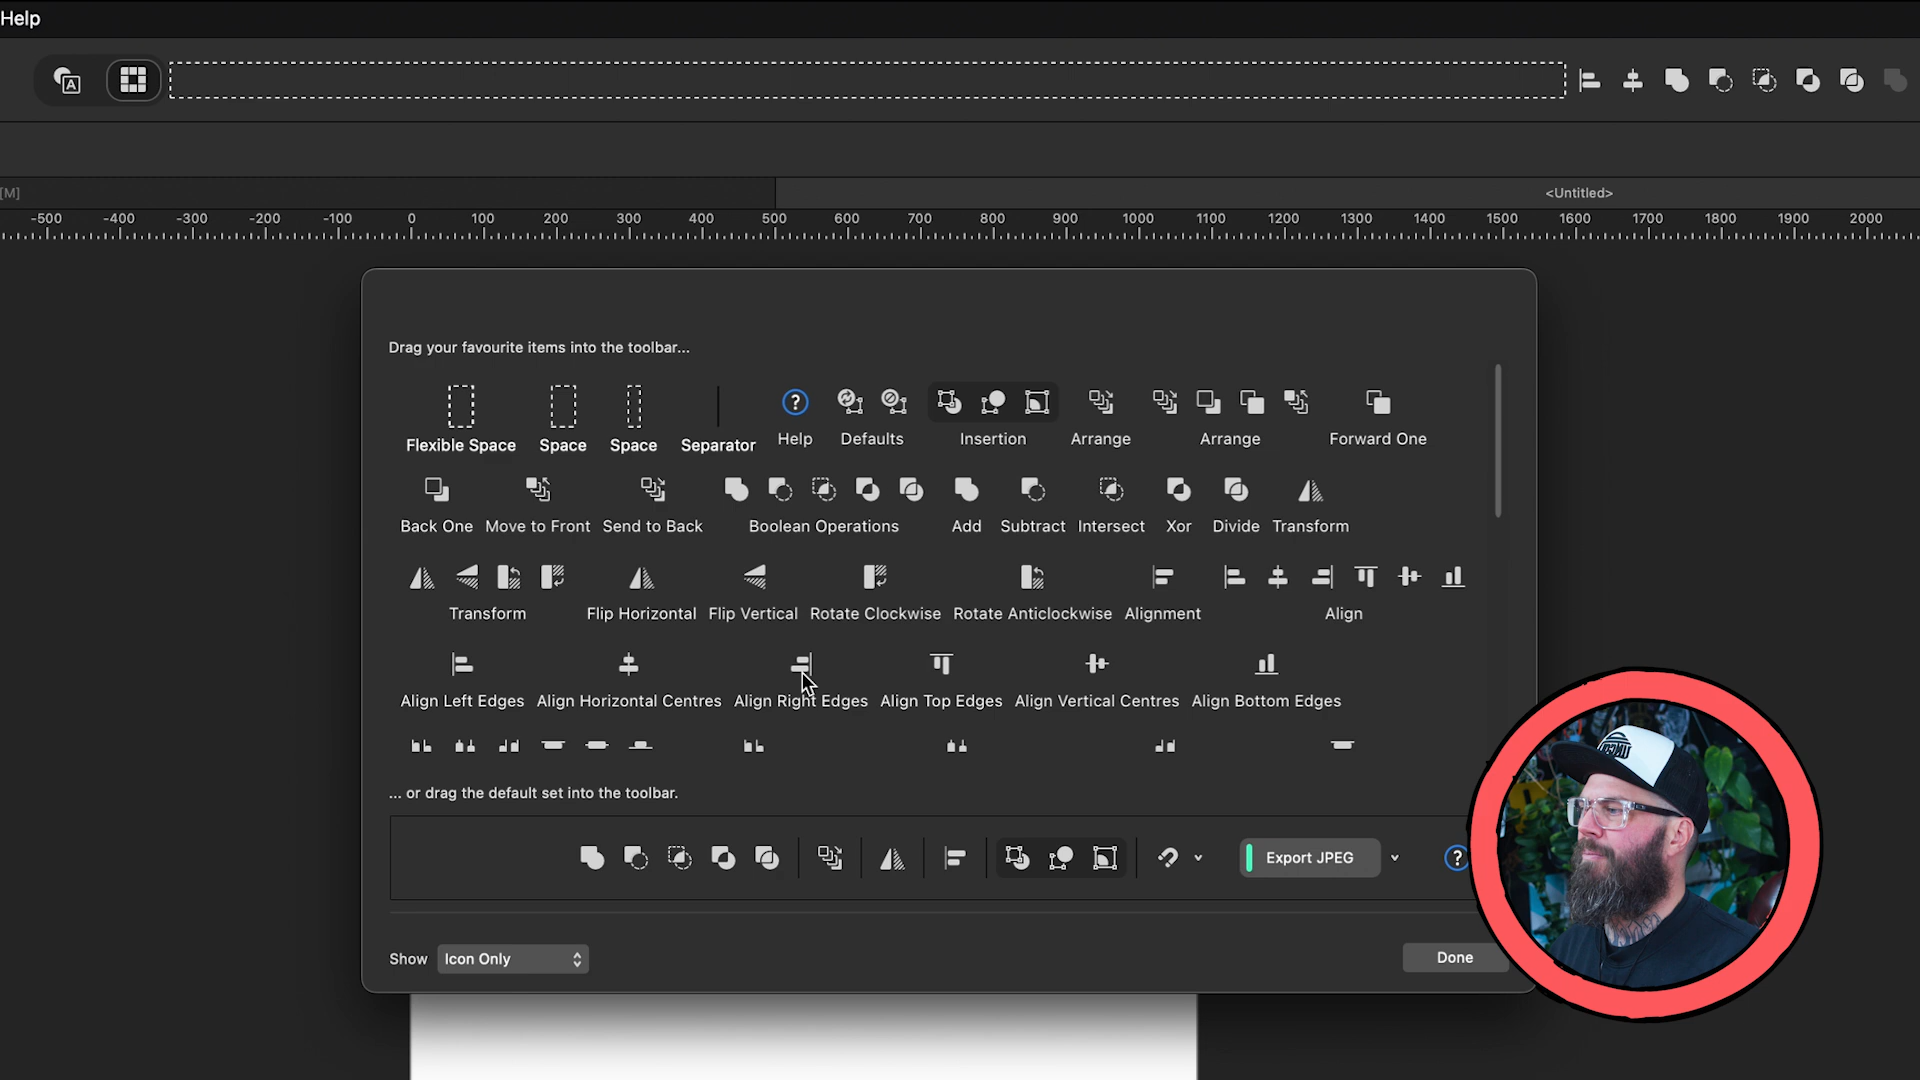 Help
A
[M]
<Untitled>
-500 -400 -300 -200 -100 0 100 200 300 400 500 600 700 800 900 1000 1100 1200 1300 1400 1500 1600 1700 1800 1900 2000
Drag your favourite items into the toolbar...
Flexible Space Space Space Separator Help Defaults Insertion Arrange Arrange Forward One
Back One Move to Front Send to Back Boolean Operations Add Subtract Intersect Xor Divide Transform
Transform Flip Horizontal Flip Vertical Rotate Clockwise Rotate Anticlockwise Alignment Align
Align Left Edges Align Horizontal Centres Align Right Edges Align Top Edges Align Vertical Centres Align Bottom Edges
... or drag the default set into the toolbar.
Export JPEG ?
Show Icon Only Done